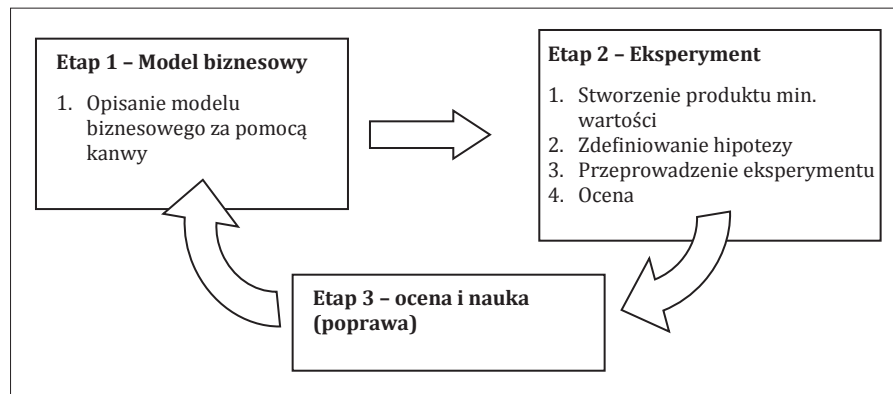 Etap 1 – Model biznesowy
1. Opisanie modelu
biznesowego za pomocą
kanwy
Etap 2 – Eksperyment
1. Stworzenie produktu min.
wartości
2. Zdefiniowanie hipotezy
3. Przeprowadzenie eksperymentu
4. Ocena
Etap 3 – ocena i nauka
(poprawa)